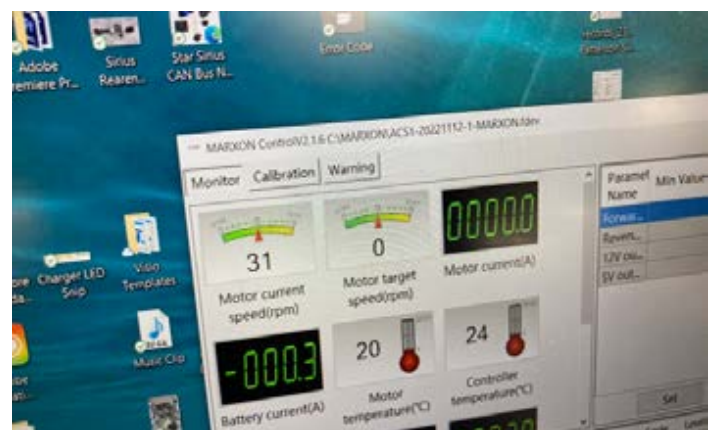 Adobe
Premiere Pr...
Sirius
Rearen...
Star Sirius
CAN Bus N...
Error Code
MARXON ControlV2.1.6 C:\MARXON\ACS1-20221112-1-MARXON.fdev
Monitor
Calibration
Warning
31
Motor current
speed(rpm)
0
Motor target
speed(rpm)
0000.0
Motor current(A)
-000.3
Battery current(A)
20
Motor
temperature(°C)
24
Controller
temperature(°C)
Paramet
Name
Min Value
Forwar...
Revers...
12V ou...
5V out...
Set
Charger LED
Snip
Visio
Templates
Music Clip